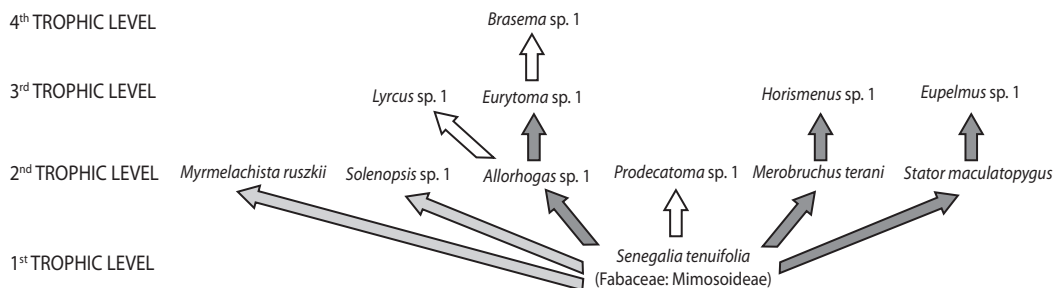 4th TROPHIC LEVEL
Brasema sp. 1
3rd TROPHIC LEVEL
Lyrcus sp. 1
Eurytoma sp. 1
Horismenus sp. 1
Eupelmus sp. 1
2nd TROPHIC LEVEL
Myrmelachista ruszkii
Solenopsis sp. 1
Allorhogas sp. 1
Prodecatoma sp. 1
Merobruchus terani
Stator maculatopygus
1st TROPHIC LEVEL
Senegalia tenuifolia
(Fabaceae: Mimosoideae)